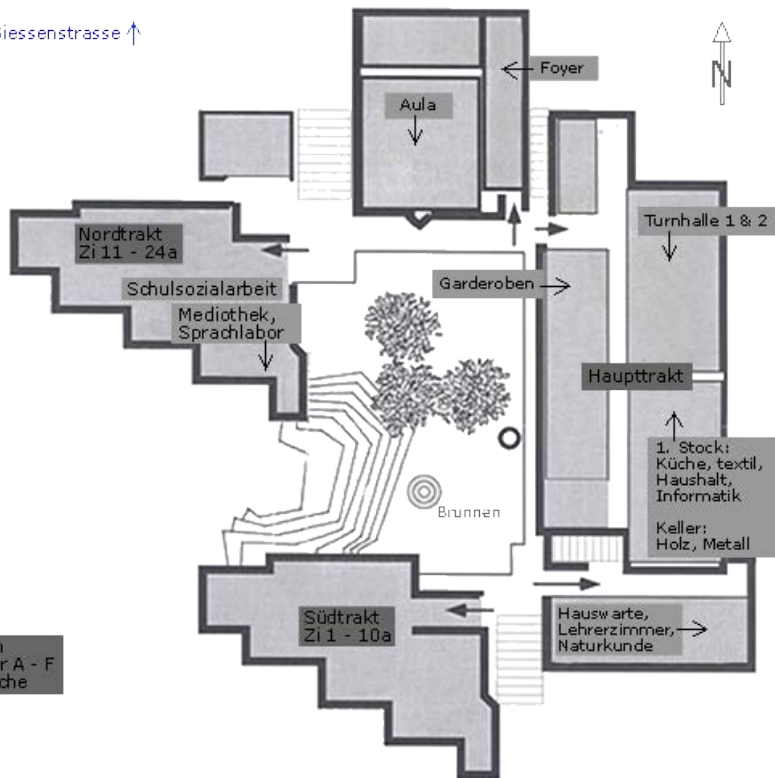 Giessenstrasse
Foyer
N
Aula
Turnhalle 1 & 2
Nordtrakt
Zi 11 - 24a
Garderoben
Schulsozialarbeit
Mediothek,
Sprachlabor
Haupttrakt
1. Stock:
Küche, textil,
Haushalt,
Informatik
Keller:
Holz, Metall
Brunnen
Südtrakt
Zi 1 - 10a
Hauswarte,
Lehrerzimmer,
Naturkunde
A - F